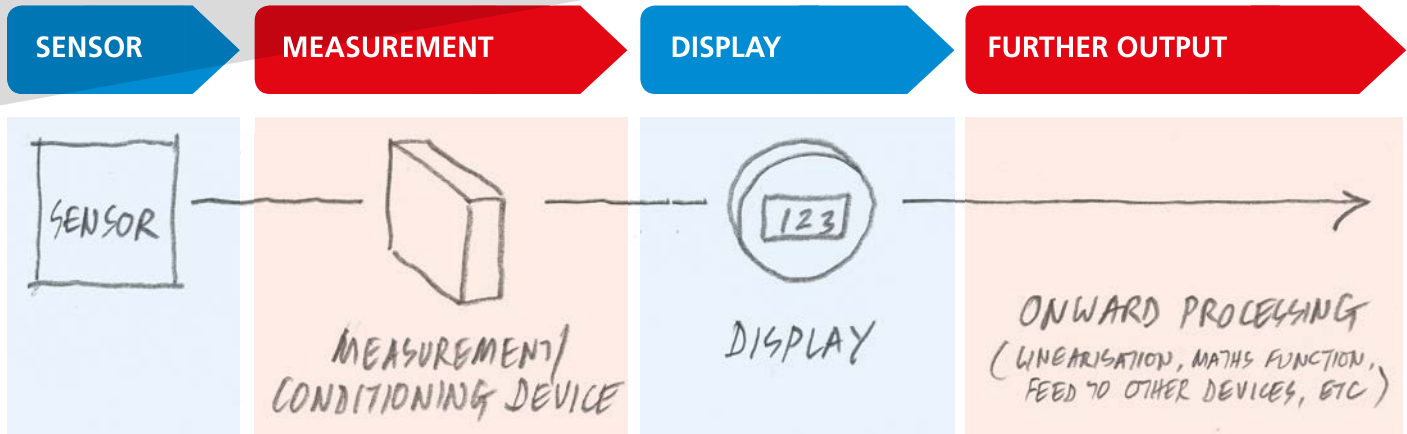 SENSOR
MEASUREMENT
DISPLAY
FURTHER OUTPUT
SENSOR
MEASUREMENT/
CONDITIONING DEVICE
123
DISPLAY
ONWARD PROCESSING
(LINEARISATION, MATHS FUNCTION,
FEED TO OTHER DEVICES, ETC)